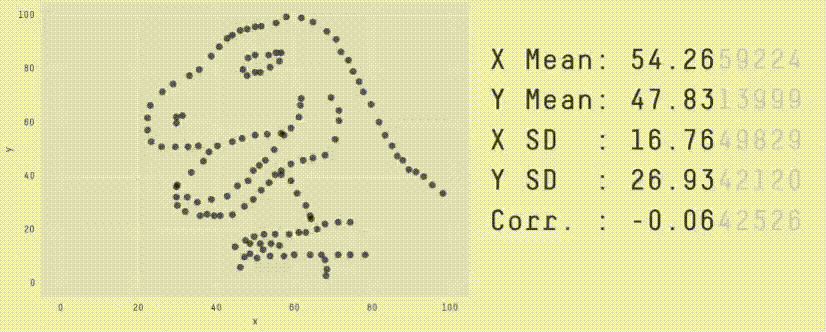 100
80
60
40
20
0
y
0 20 40 60 80 100
x
X Mean: 54.2659224
Y Mean: 47.8313999
X SD : 16.7649829
Y SD : 26.9342120
Corr. : -0.0642526